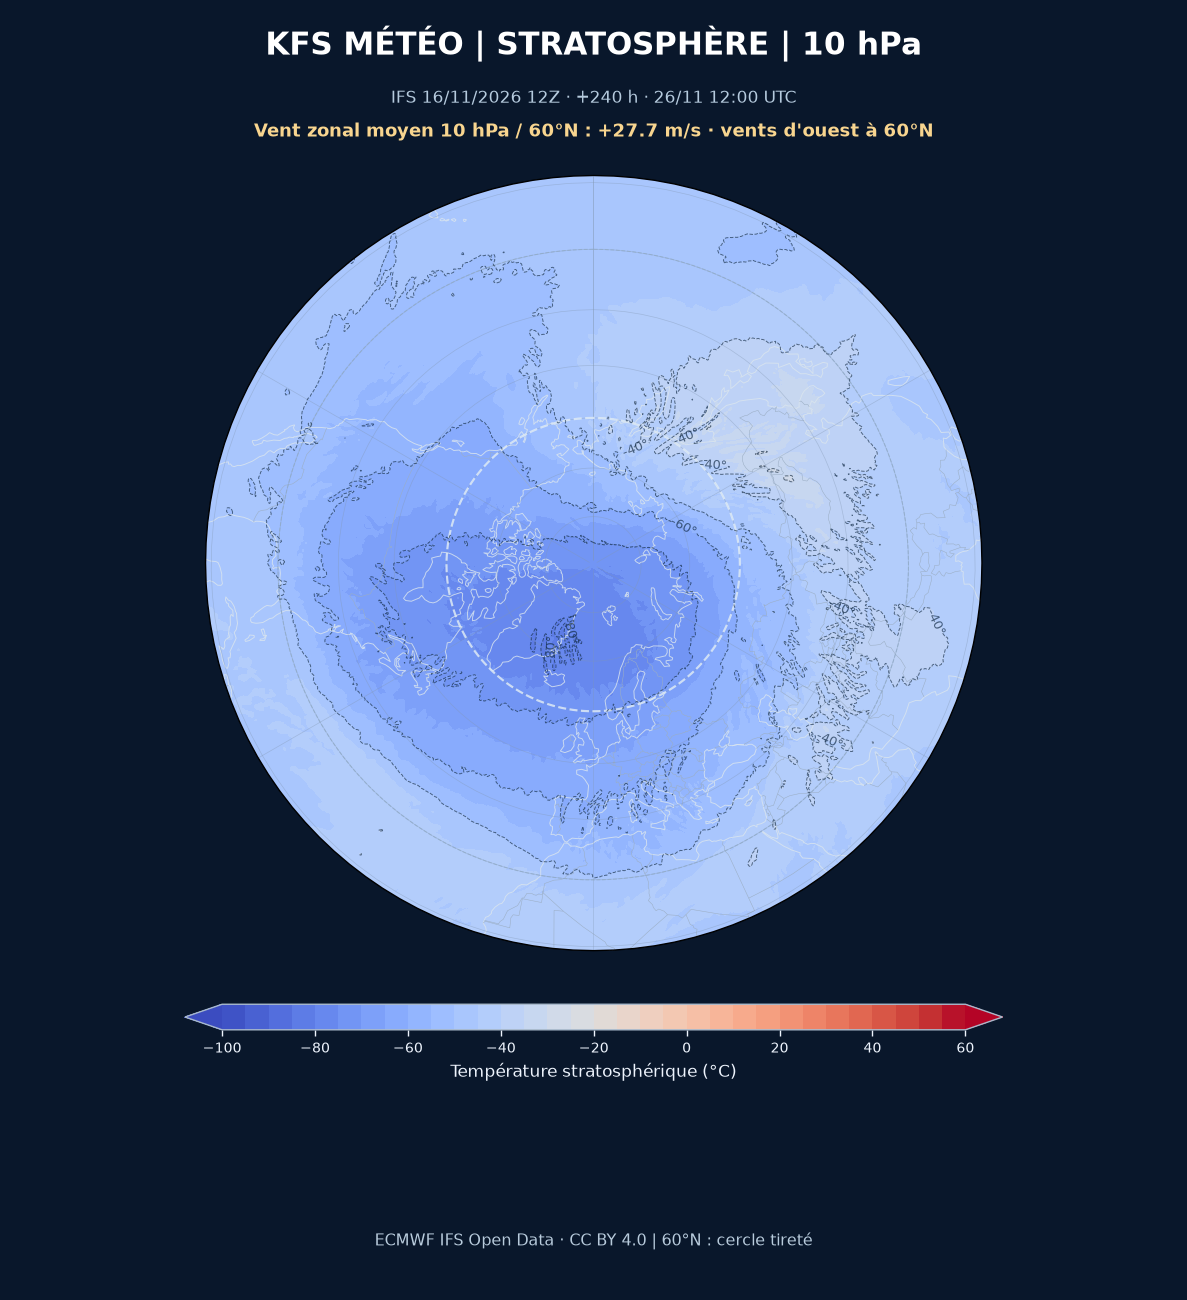 KFS MÉTÉO | STRATOSPHÈRE | 10 hPa
IFS 16/11/2026 12Z · +240 h · 26/11 12:00 UTC
Vent zonal moyen 10 hPa / 60°N : +27.7 m/s · vents d'ouest à 60°N
-40°
-40°
-40°
-60°
-40°
-40°
-80°
-80°
-40°
−100 −80 −60 −40 −20 0 20 40 60
Température stratosphérique (°C)
ECMWF IFS Open Data · CC BY 4.0 | 60°N : cercle tireté